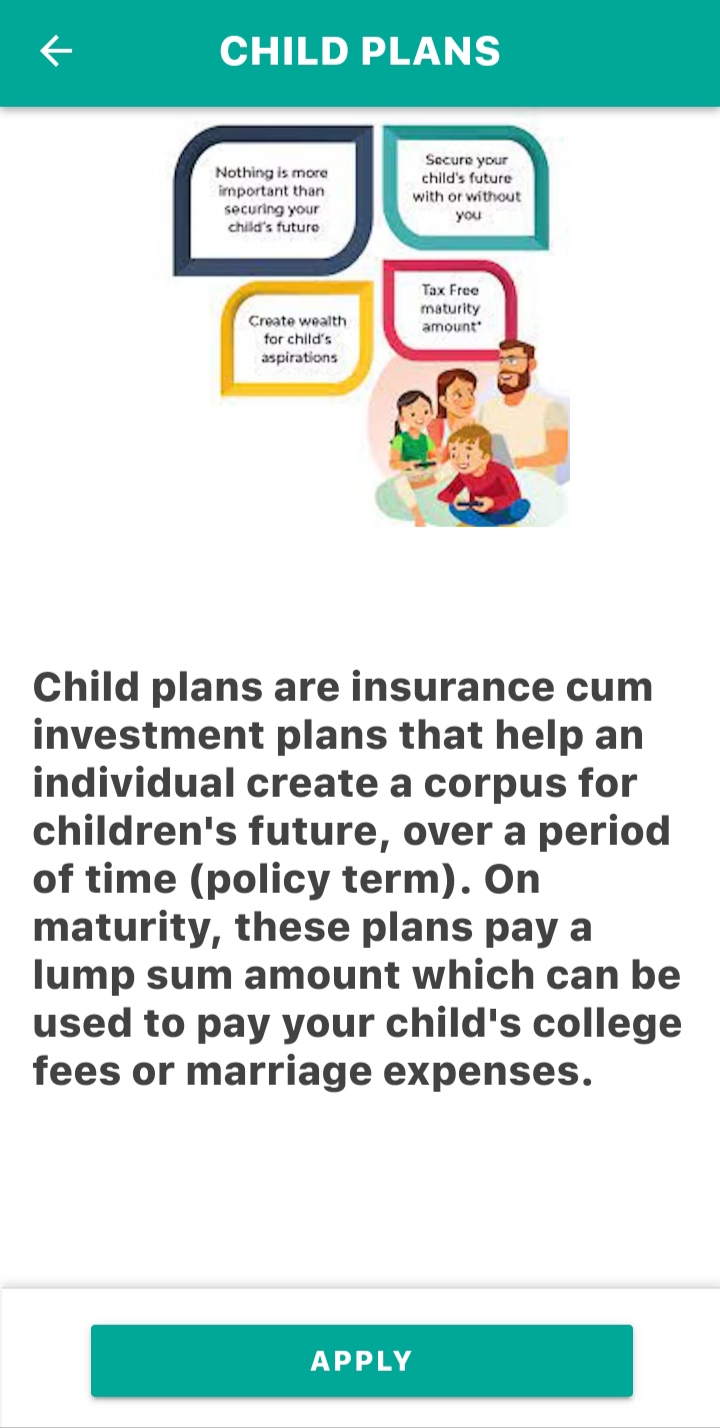 CHILD PLANS
Nothing is more
important than
securing your
child's future
Secure your
child's future
with or without
you
Create wealth
for child's
aspirations
Tax Free
maturity
amount*
Child plans are insurance cum
investment plans that help an
individual create a corpus for
children's future, over a period
of time (policy term). On
maturity, these plans pay a
lump sum amount which can be
used to pay your child's college
fees or marriage expenses.
APPLY